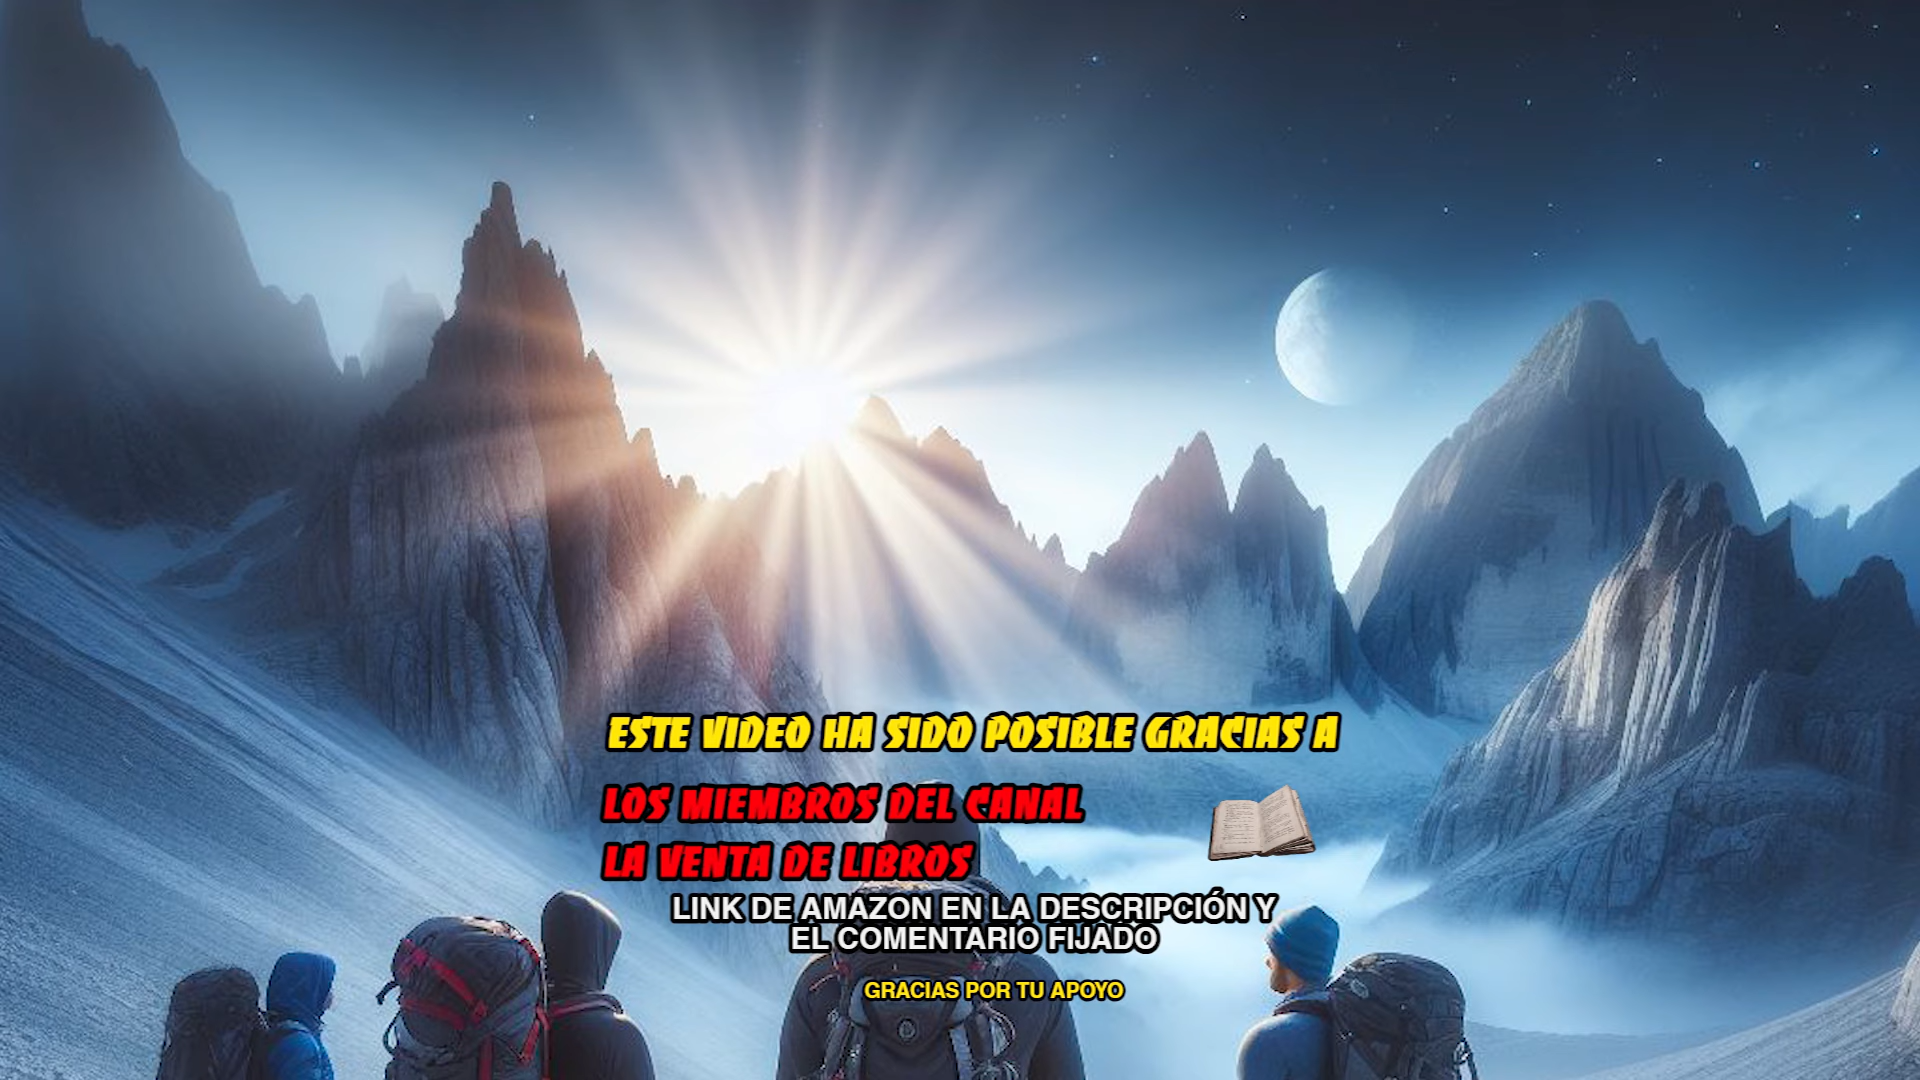 ESTE VIDEO HA SIDO POSIBLE GRACIAS A
LOS MIEMBROS DEL CANAL
LA VENTA DE LIBROS
LINK DE AMAZON EN LA DESCRIPCIÓN Y
EL COMENTARIO FIJADO
GRACIAS POR TU APOYO